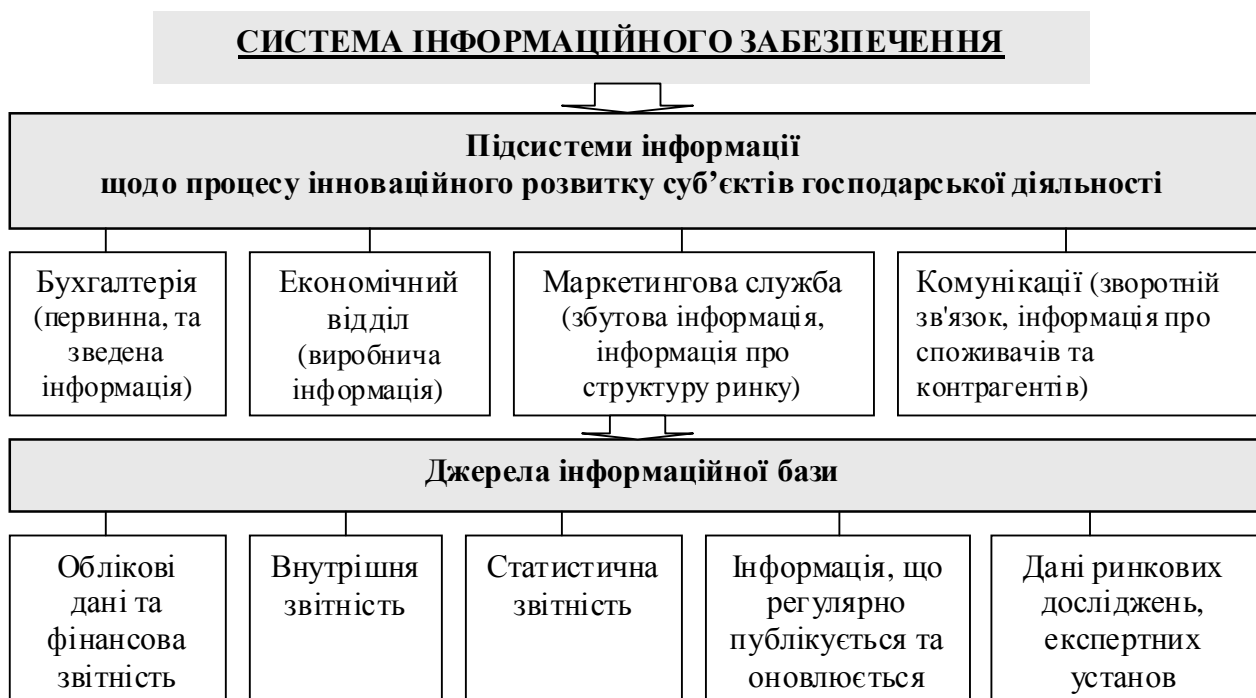 СИСТЕМА ІНФОРМАЦІЙНОГО ЗАБЕЗПЕЧЕННЯ
Підсистеми інформації
щодо процесу інноваційного розвитку суб’єктів господарської діяльності
Бухгалтерія
(первинна, та
зведена
інформація)
Економічний
відділ
(виробнича
інформація)
Маркетингова служба
(збутова інформація,
інформація про
структуру ринку)
Комунікації (зворотній
зв'язок, інформація про
споживачів та
контрагентів)
Джерела інформаційної бази
Облікові
дані та
фінансова
звітність
Внутрішня
звітність
Статистична
звітність
Інформація, що
регулярно
публікується та
оновлюється
Дані ринкових
досліджень,
експертних
установ